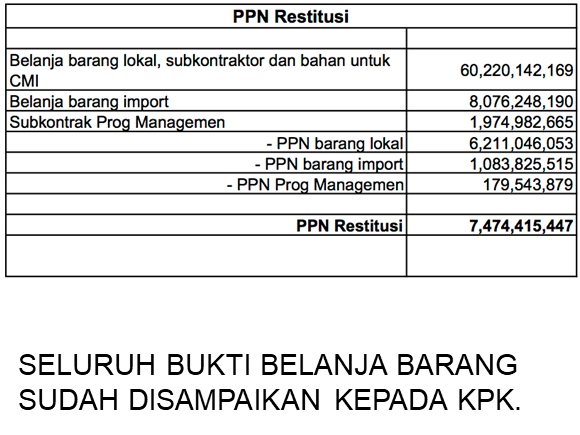 PPN Restitusi
Belanja barang lokal, subkontraktor dan bahan untuk
CMI 60,220,142,169
Belanja barang import 8,076,248,190
Subkontrak Prog Managemen 1,974,982,665
- PPN barang lokal 6,211,046,053
- PPN barang import 1,083,825,515
- PPN Prog Managemen 179,543,879
PPN Restitusi 7,474,415,447
SELURUH BUKTI BELANJA BARANG
SUDAH DISAMPAIKAN KEPADA KPK.